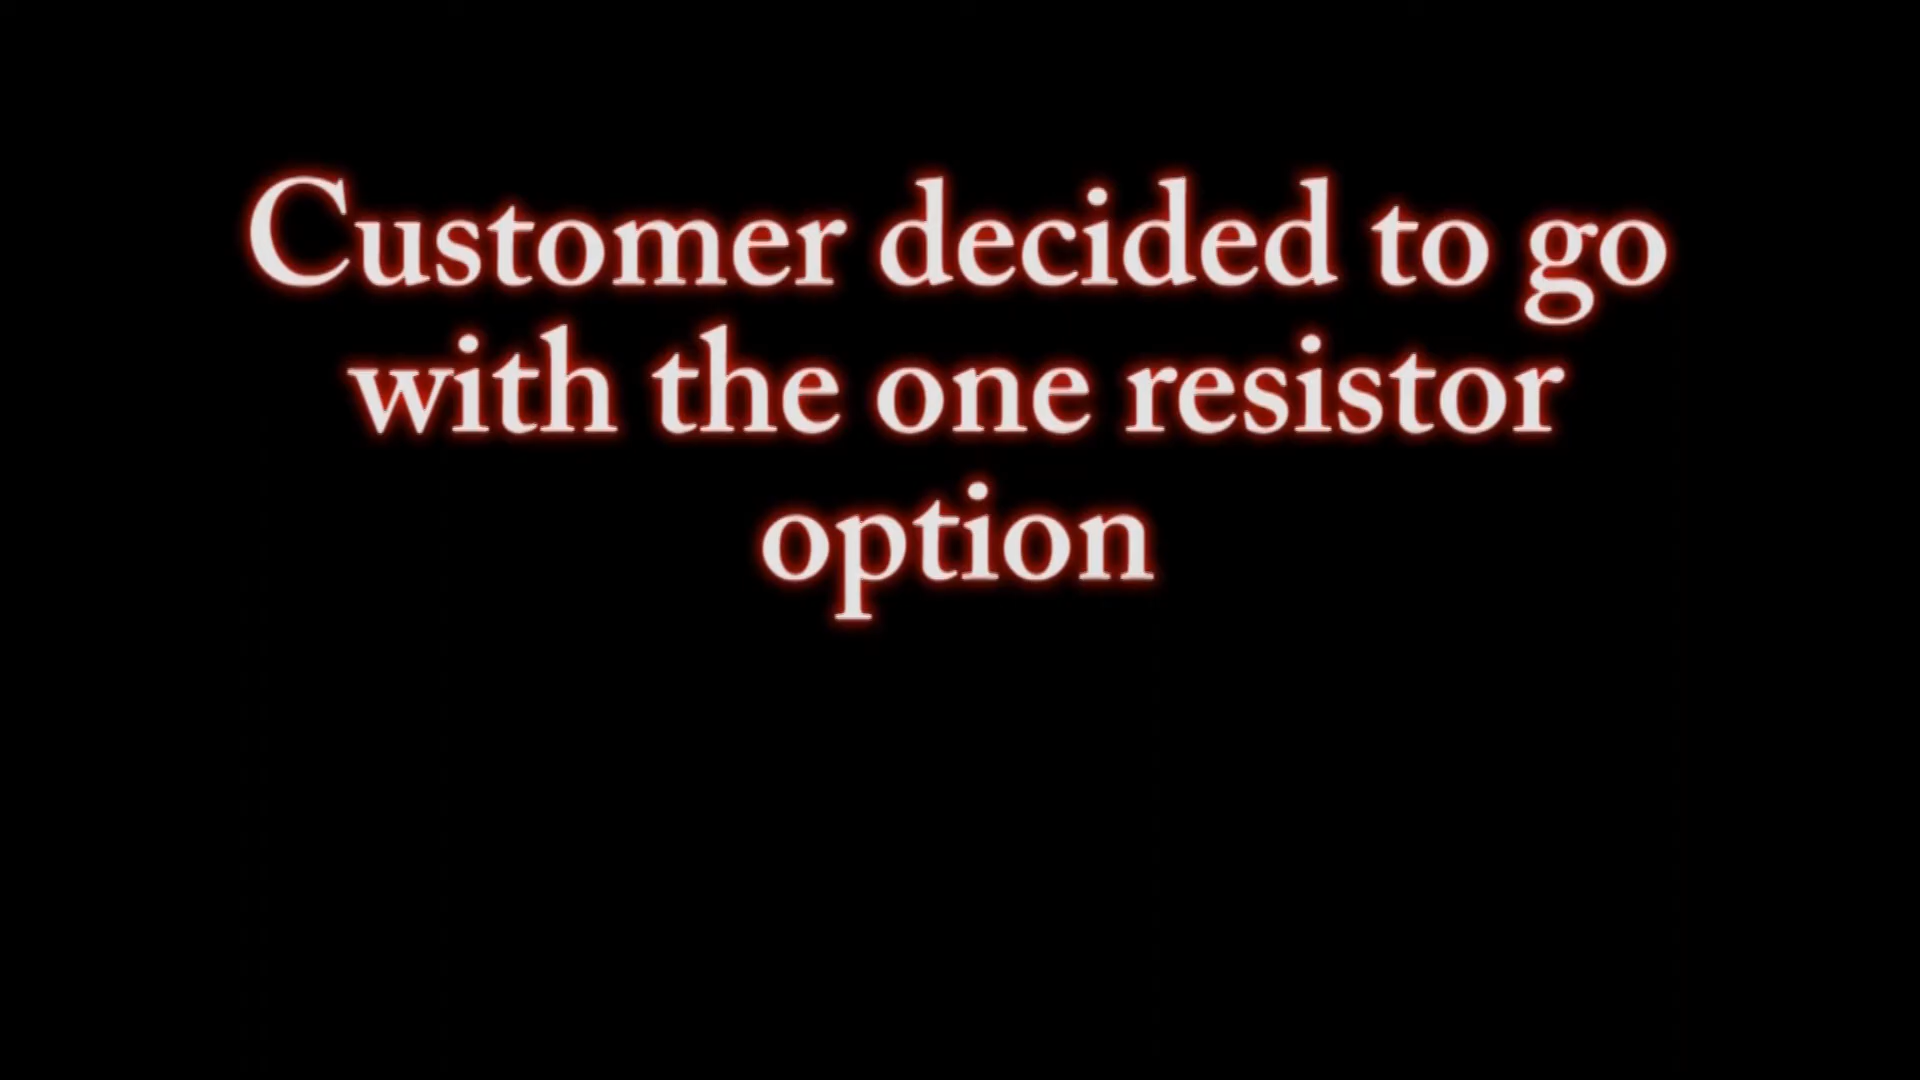 Customer decided to go
with the one resistor
option